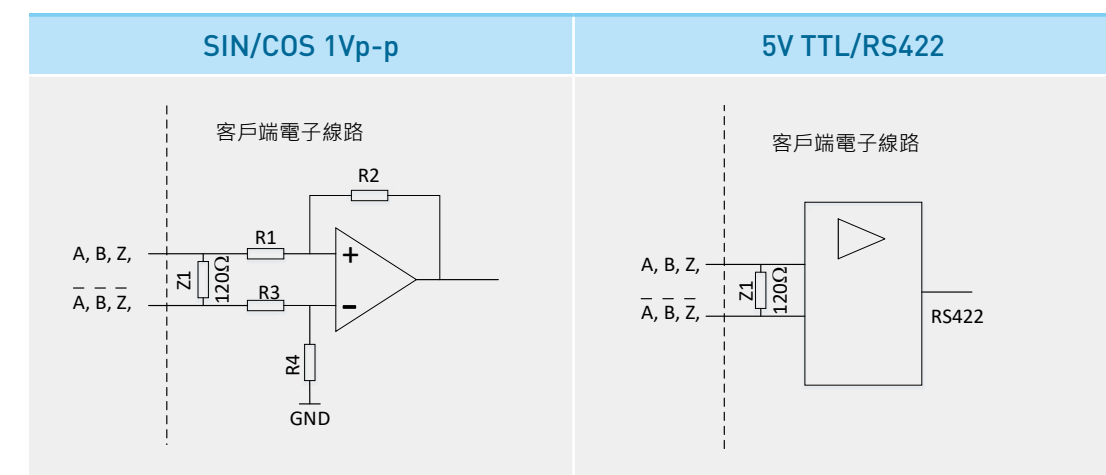 SIN/COS 1Vp-p
客戶端電子線路
R2
R1
A, B, Z,
+
Z1
120Ω
A̅, B̅, Z̅,
R3
−
R4
GND
5V TTL/RS422
客戶端電子線路
A, B, Z,
Z1
120Ω
A̅, B̅, Z̅,
RS422